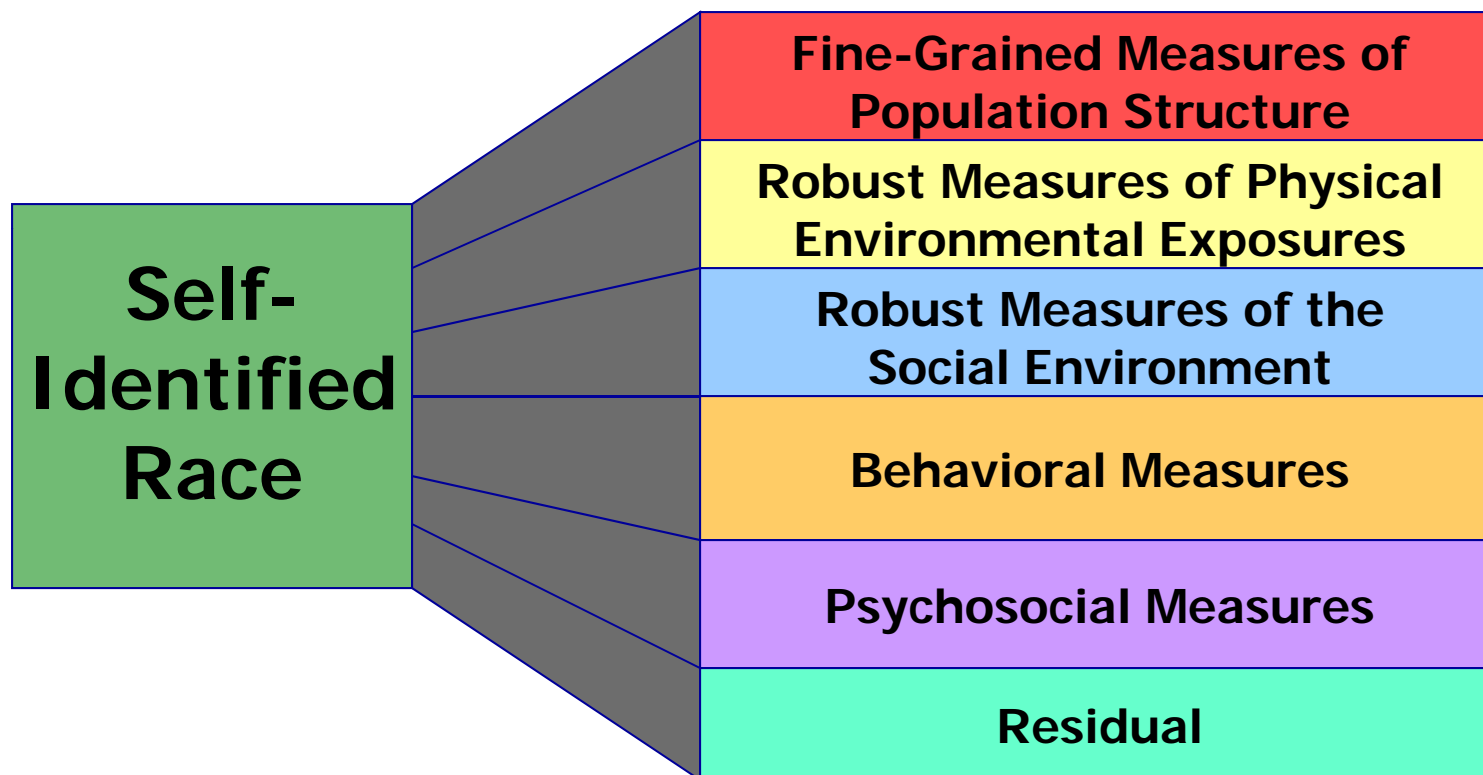 Self-
Identified
Race
Fine-Grained Measures of
Population Structure
Robust Measures of Physical
Environmental Exposures
Robust Measures of the
Social Environment
Behavioral Measures
Psychosocial Measures
Residual